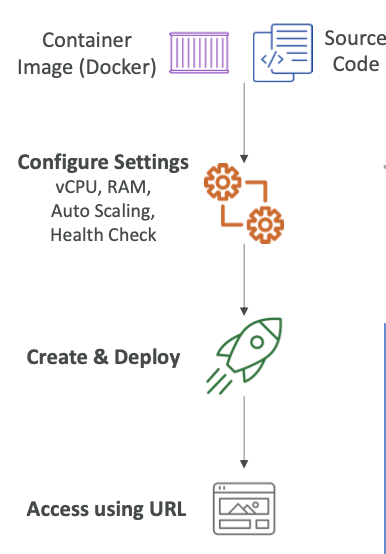 Container
Image (Docker)
Source
Code
</>
Configure Settings
vCPU, RAM,
Auto Scaling,
Health Check
Create & Deploy
Access using URL